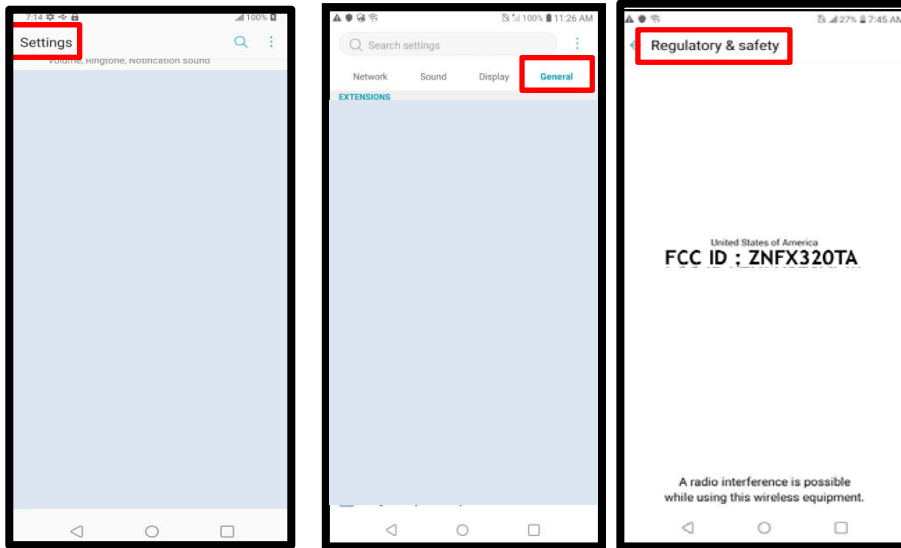 7:14
100%
Settings
Volume, Ringtone, Notification sound
100% 11:26 AM
Search settings
Network Sound Display General
EXTENSIONS
27% 7:45 AM
Regulatory & safety
United States of America
FCC ID : ZNFX320TA
A radio interference is possible
while using this wireless equipment.